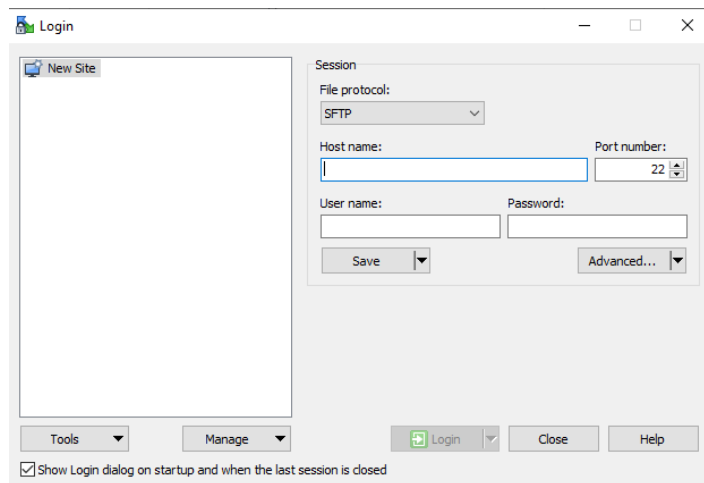 Login
New Site
Session
File protocol:
SFTP
Host name:
Port number:
22
User name:
Password:
Save
Advanced...
Tools
Manage
Login
Close
Help
Show Login dialog on startup and when the last session is closed